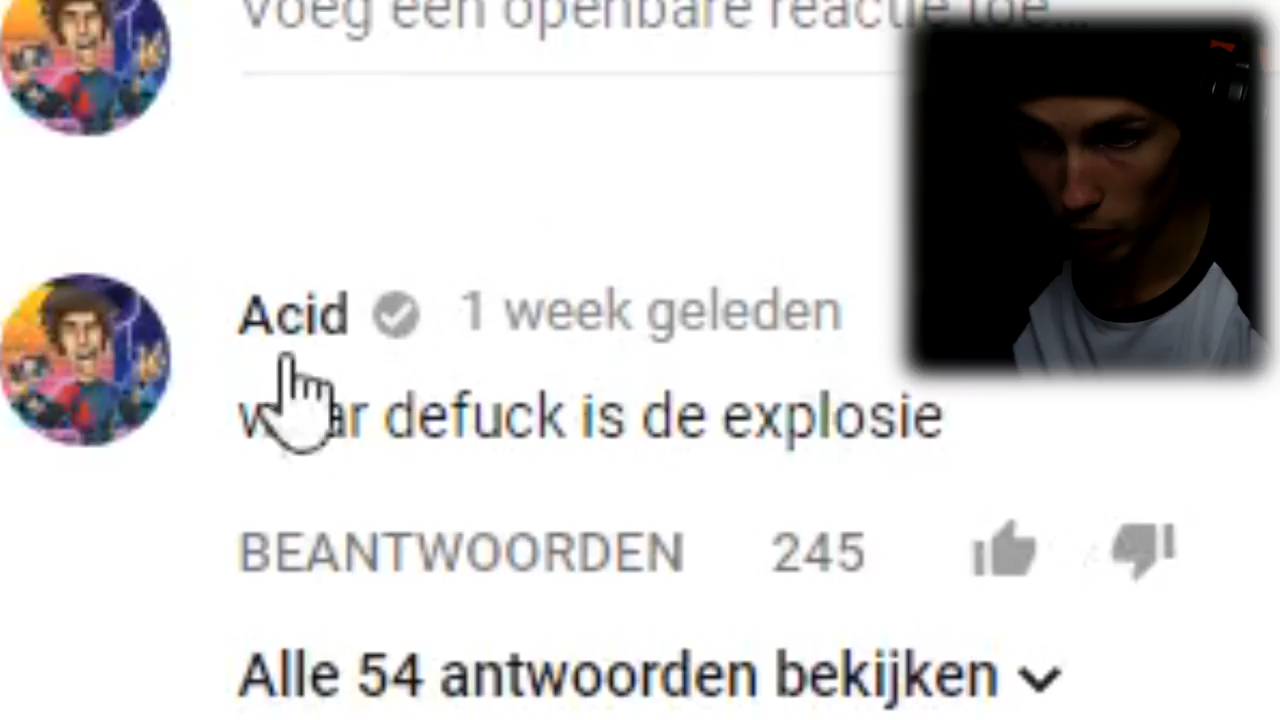 Voeg een openbare reactie toe...
Acid 1 week geleden
defuck is de explosie
BEANTWOORDEN 245
Alle 54 antwoorden bekijken